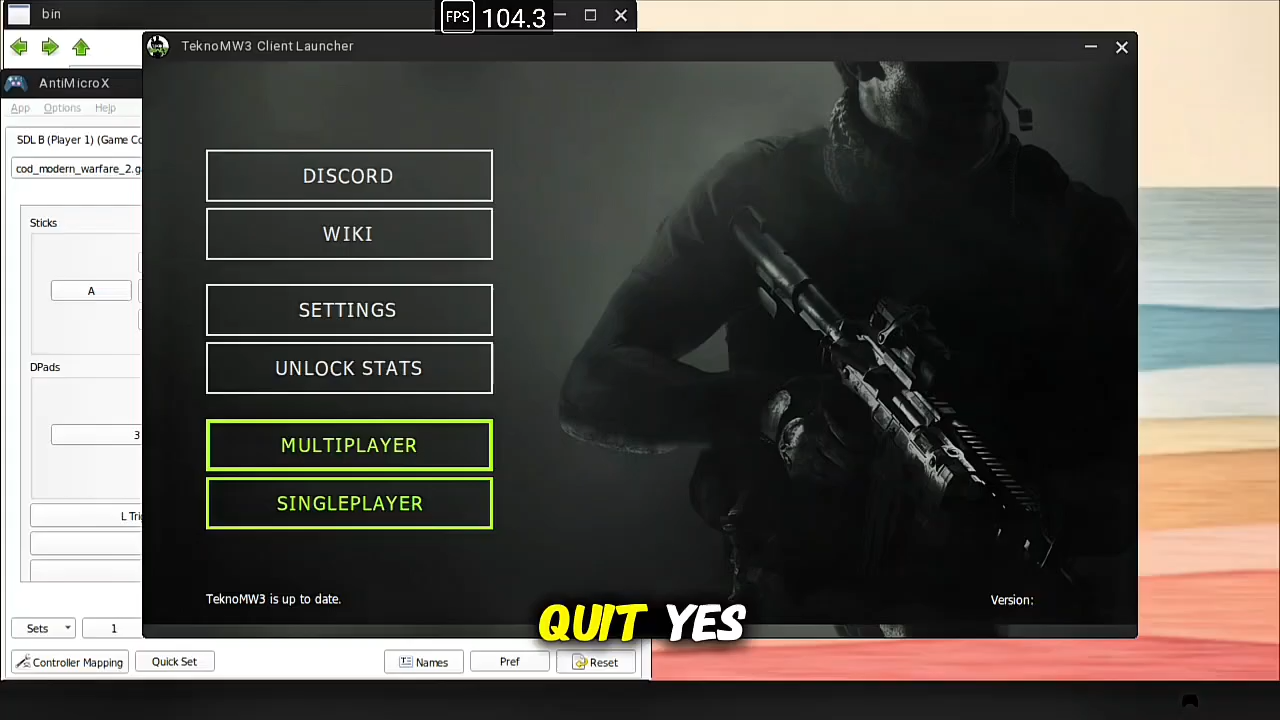 bin
FPS 104.3
TeknoMW3 Client Launcher
AntiMicroX
App Options Help
SDL B (Player 1) (Game Co
cod_modern_warfare_2.ga
Sticks
A
DPads
3
L Trig
Sets 1
Controller Mapping Quick Set Names Pref Reset
DISCORD
WIKI
SETTINGS
UNLOCK STATS
MULTIPLAYER
SINGLEPLAYER
TeknoMW3 is up to date.
Version:
QUIT YES